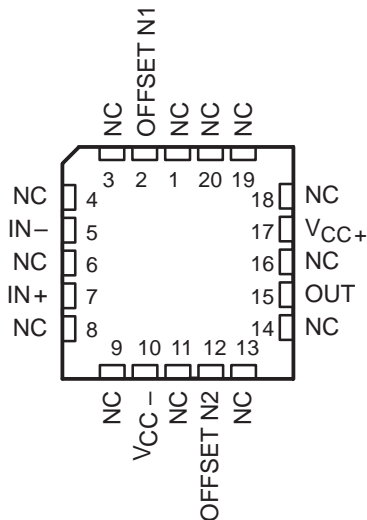 NC
OFFSET N1
NC
NC
NC
3 2 1 20 19
NC 4
IN− 5
NC 6
IN+ 7
NC 8
18 NC
17 VCC+
16 NC
15 OUT
14 NC
9 10 11 12 13
NC
VCC−
NC
OFFSET N2
NC